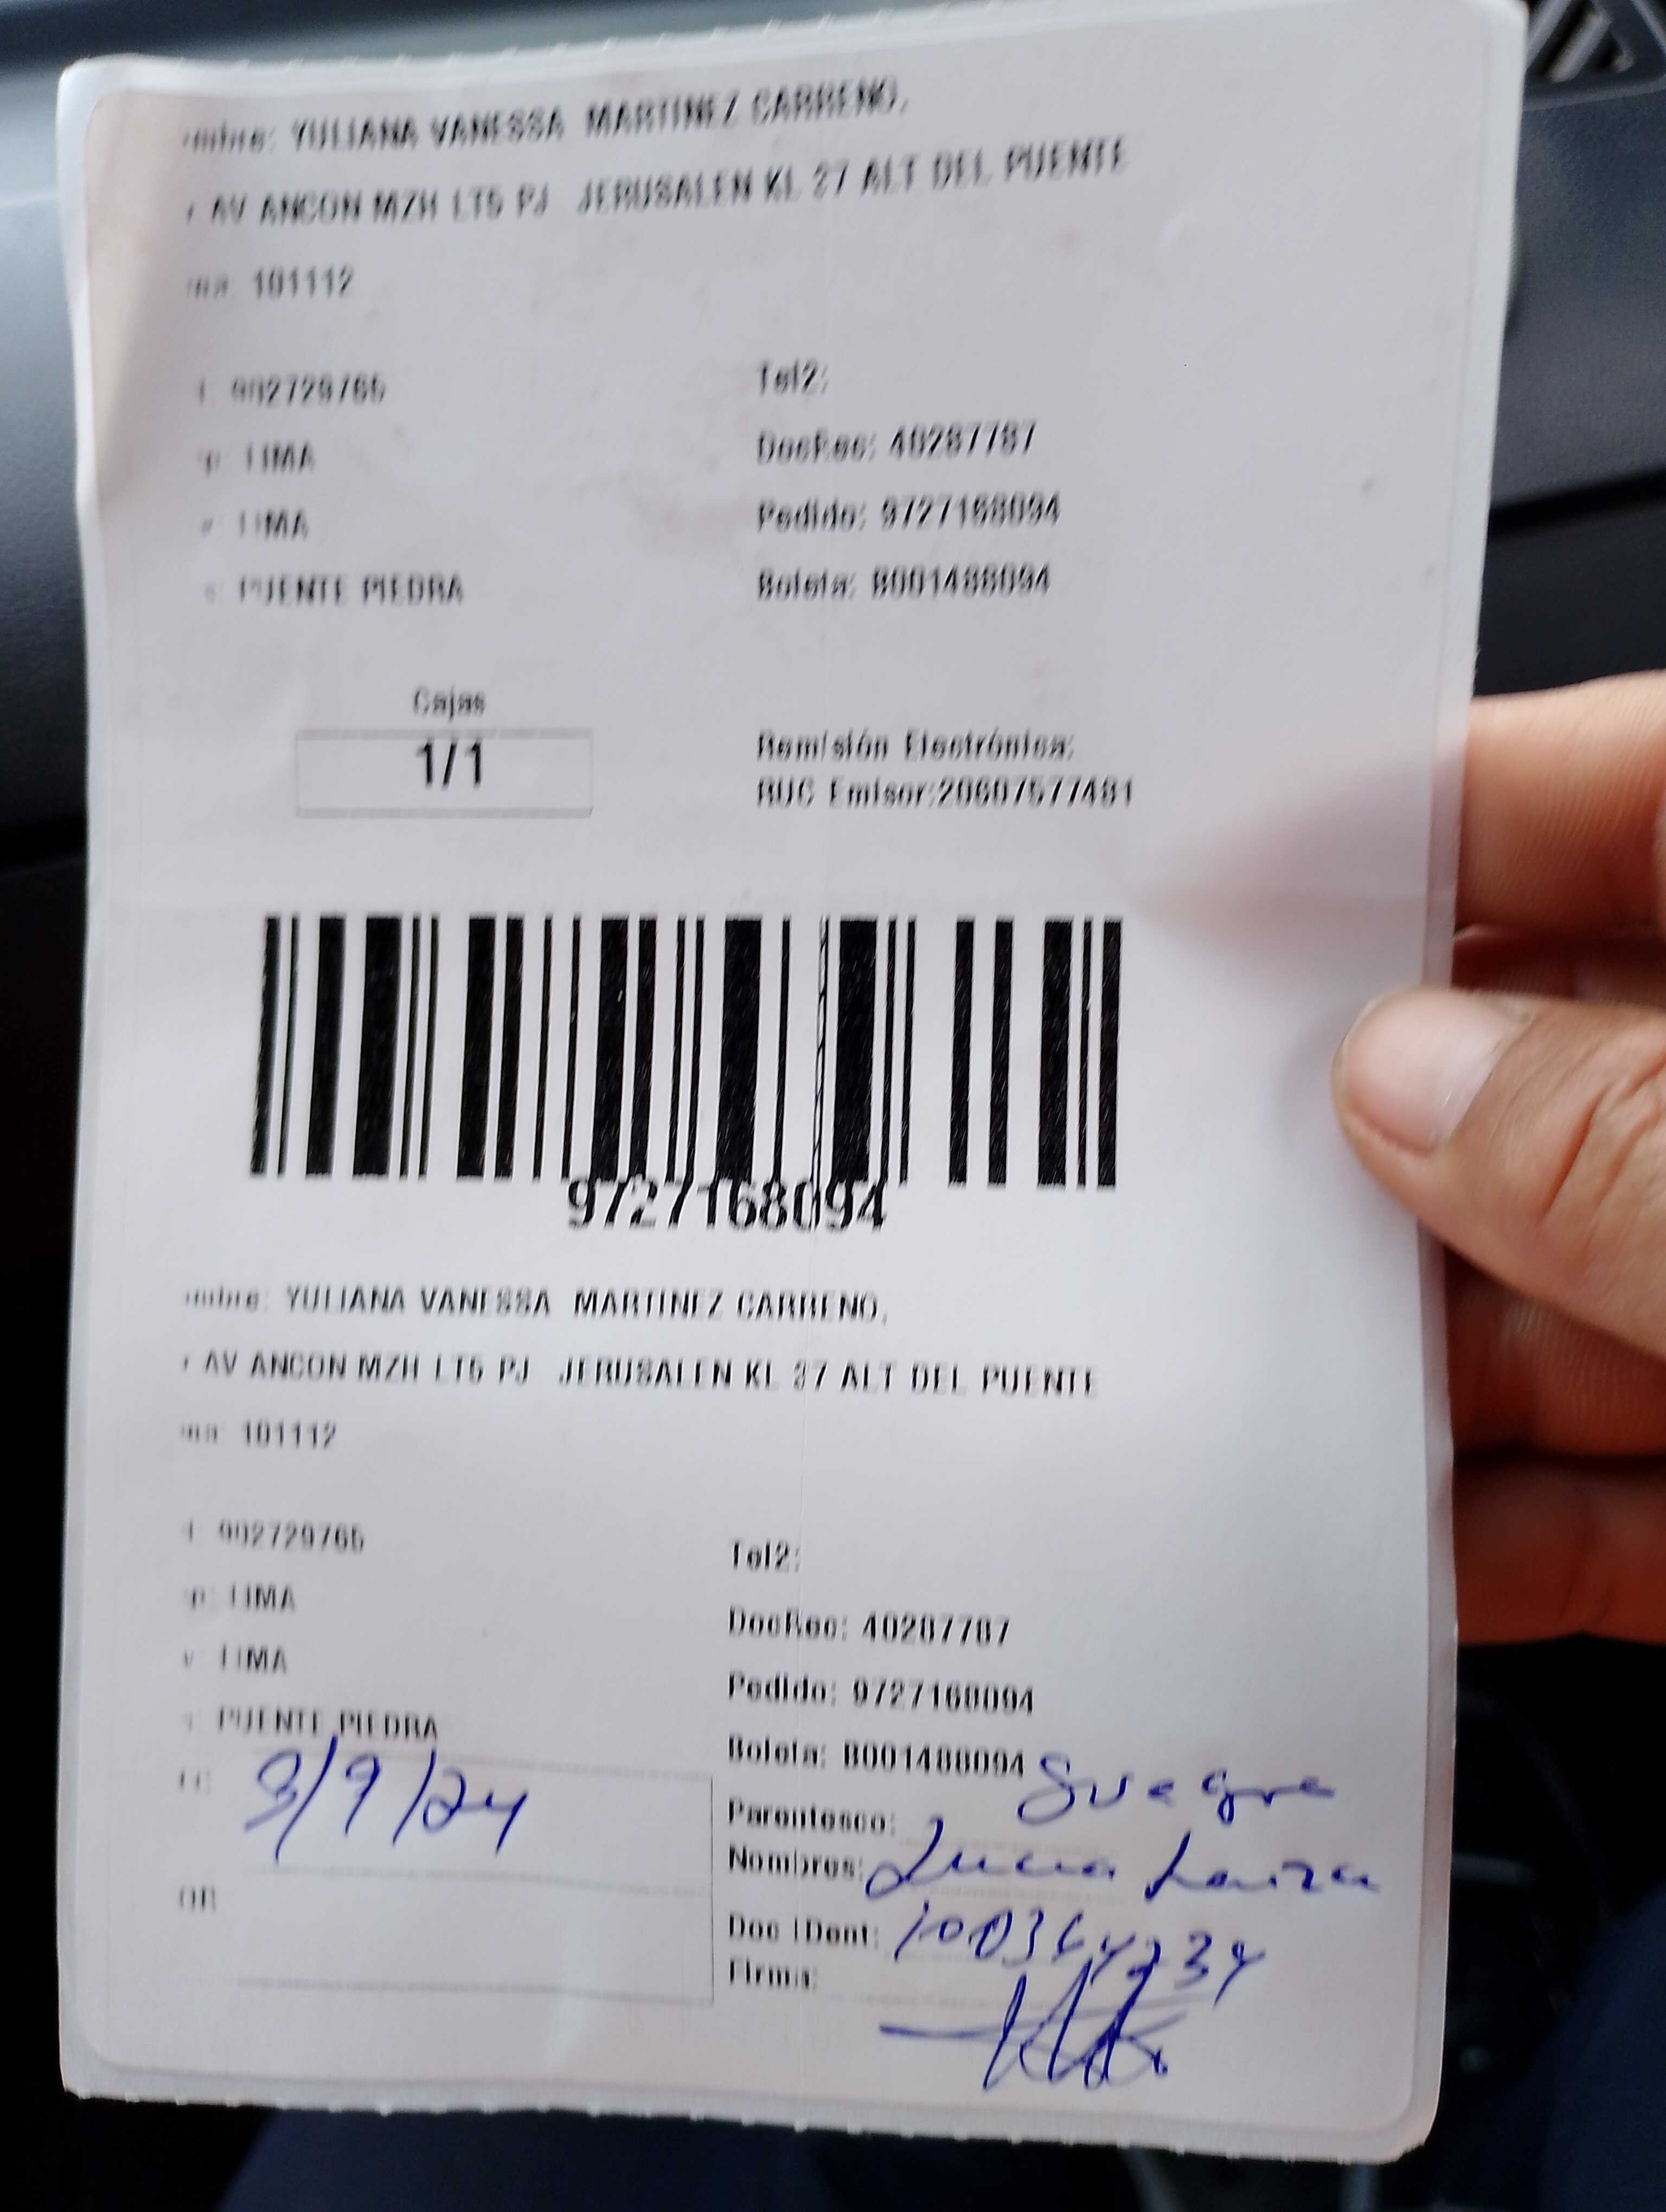 mbre: YULIANA VANESSA MARTINEZ CARRENO,
r AV ANCON MZH LT5 PJ JERUSALEN KL 27 ALT DEL PUENTE
na: 101112
l: 902729765
Tel2:
p: LIMA
DocRec: 40287787
v: LIMA
Pedido: 9727168094
s: PUENTE PIEDRA
Boleta: B001488094
Cajas
1/1
Remisión Electrónica:
RUC Emisor:20607577481
9727168094
mbre: YULIANA VANESSA MARTINEZ CARRENO,
r AV ANCON MZH LT5 PJ JERUSALEN KL 27 ALT DEL PUENTE
na: 101112
l: 902729765
Tel2:
p: LIMA
DocRec: 40287787
v: LIMA
Pedido: 9727168094
s: PUENTE PIEDRA
Boleta: B001488094
3/9/24
Parentesco: Suegra
Nombres:
Doc IDent:
OR
Firma: